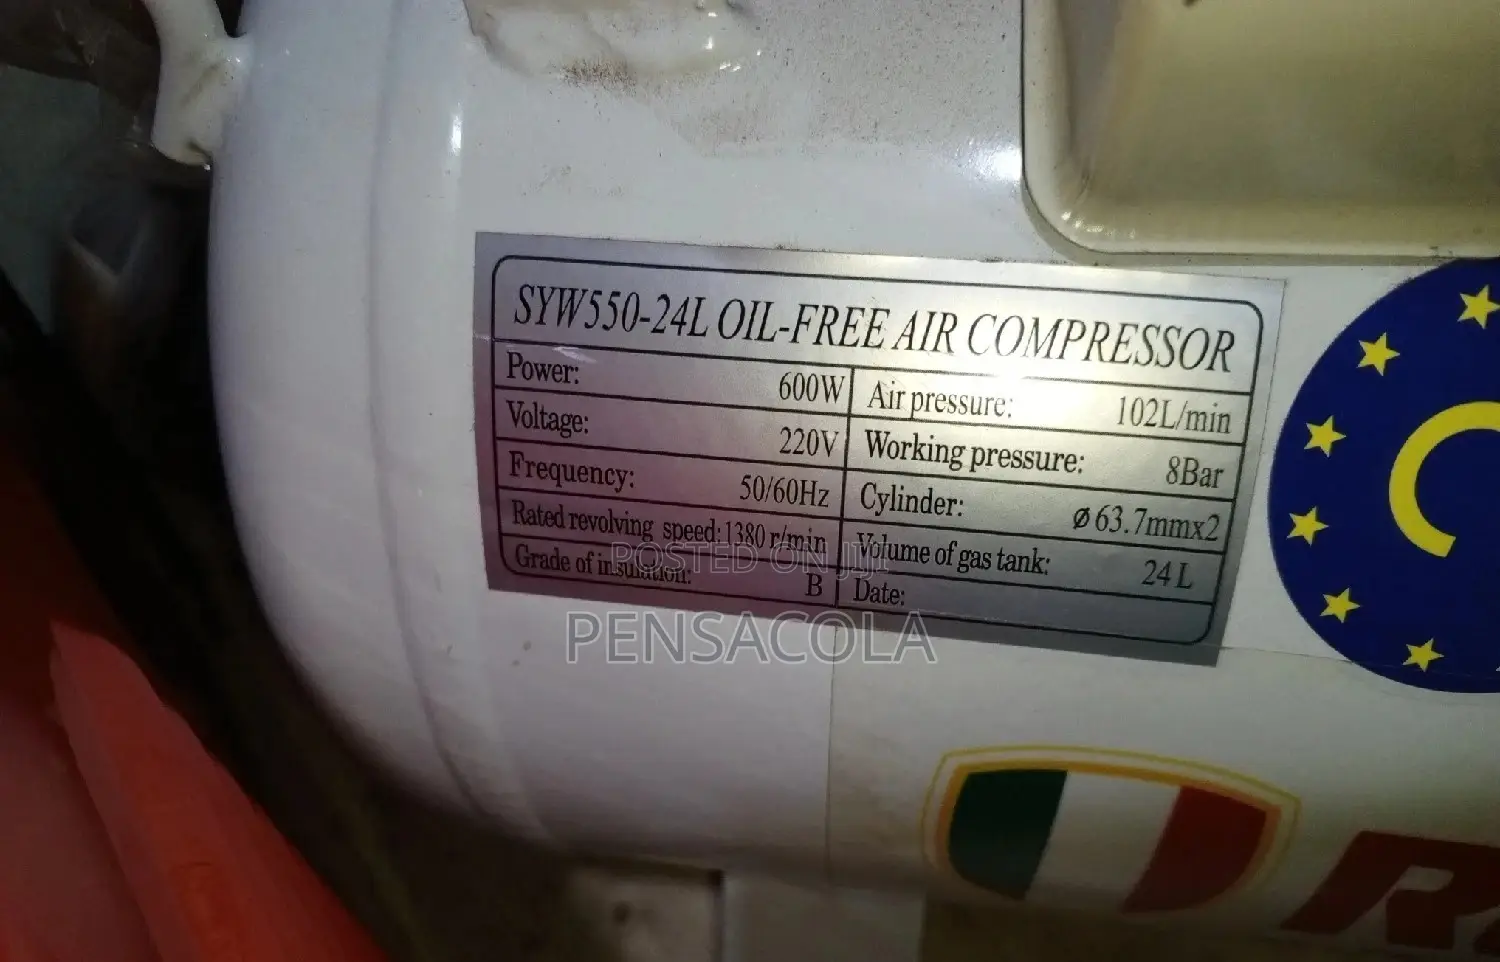 SYW550-24L OIL-FREE AIR COMPRESSOR
Power: 600W Air pressure: 102L/min
Voltage: 220V Working pressure: 8Bar
Frequency: 50/60Hz Cylinder: ø63.7mmx2
Rated revolving speed: 1380 r/min Volume of gas tank: 24L
Grade of insulation: B Date:
POSTED ON JIJI
PENSACOLA